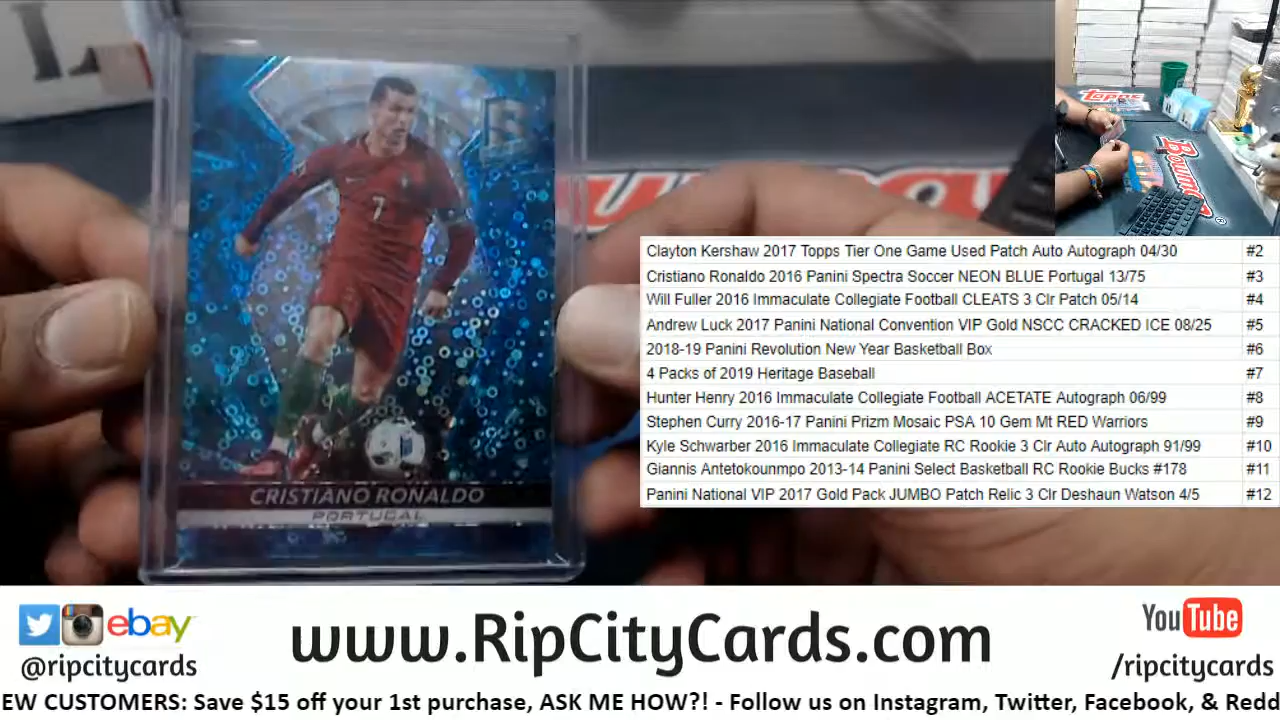 7
CRISTIANO RONALDO
PORTUGAL
Topps
Clayton Kershaw 2017 Topps Tier One Game Used Patch Auto Autograph 04/30 #2
Cristiano Ronaldo 2016 Panini Spectra Soccer NEON BLUE Portugal 13/75 #3
Will Fuller 2016 Immaculate Collegiate Football CLEATS 3 Clr Patch 05/14 #4
Andrew Luck 2017 Panini National Convention VIP Gold NSCC CRACKED ICE 08/25 #5
2018-19 Panini Revolution New Year Basketball Box #6
4 Packs of 2019 Heritage Baseball #7
Hunter Henry 2016 Immaculate Collegiate Football ACETATE Autograph 06/99 #8
Stephen Curry 2016-17 Panini Prizm Mosaic PSA 10 Gem Mt RED Warriors #9
Kyle Schwarber 2016 Immaculate Collegiate RC Rookie 3 Clr Auto Autograph 91/99 #10
Giannis Antetokounmpo 2013-14 Panini Select Basketball RC Rookie Bucks #178 #11
Panini National VIP 2017 Gold Pack JUMBO Patch Relic 3 Clr Deshaun Watson 4/5 #12
ebay
@ripcitycards
www.RipCityCards.com
YouTube
/ripcitycards
EW CUSTOMERS: Save $15 off your 1st purchase, ASK ME HOW?! - Follow us on Instagram, Twitter, Facebook, & Redd